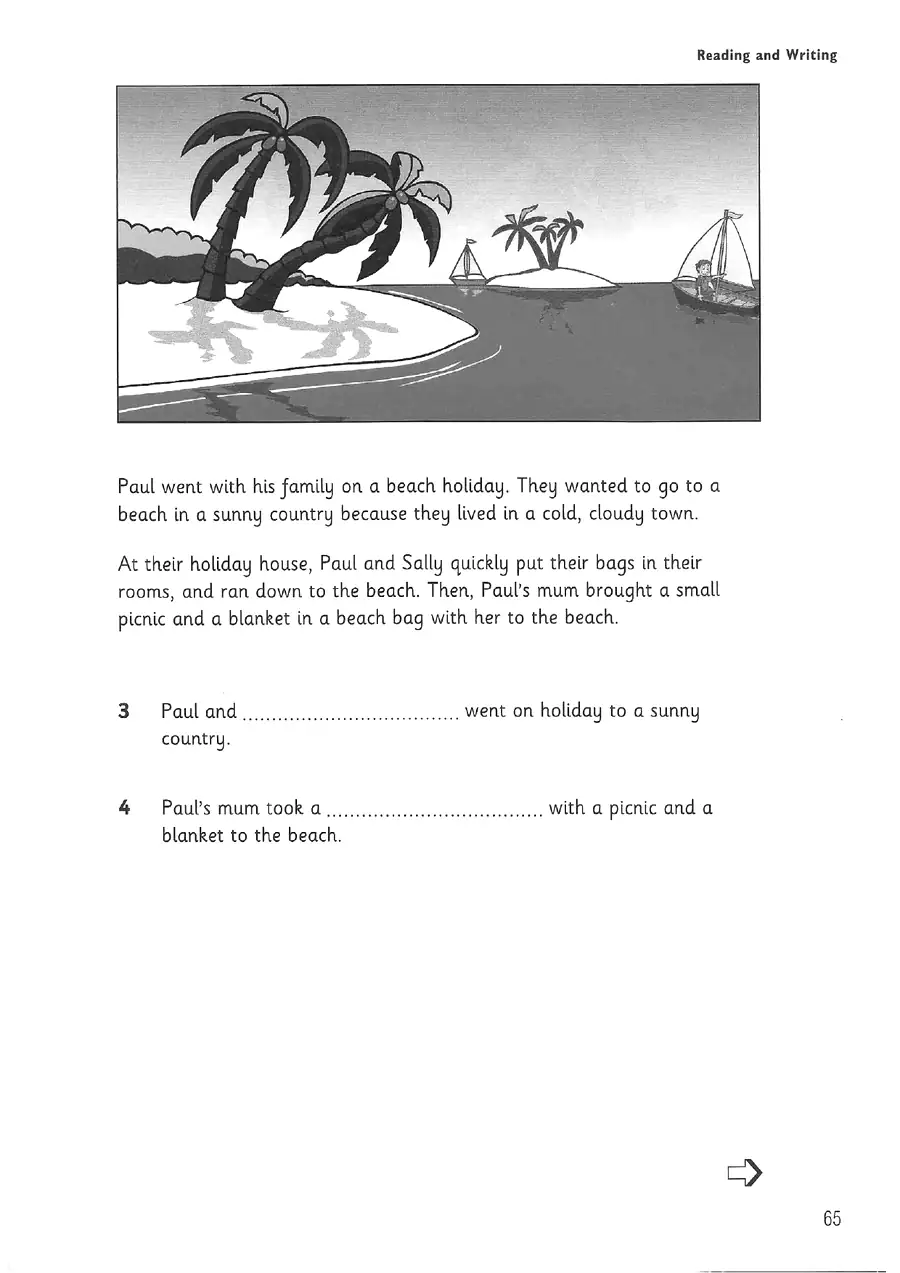 Reading and Writing
Paul went with his family on a beach holiday. They wanted to go to a
beach in a sunny country because they lived in a cold, cloudy town.
At their holiday house, Paul and Sally quickly put their bags in their
rooms, and ran down to the beach. Then, Paul's mum brought a small
picnic and a blanket in a beach bag with her to the beach.
3 Paul and ..................................... went on holiday to a sunny
country.
4 Paul's mum took a ..................................... with a picnic and a
blanket to the beach.
65